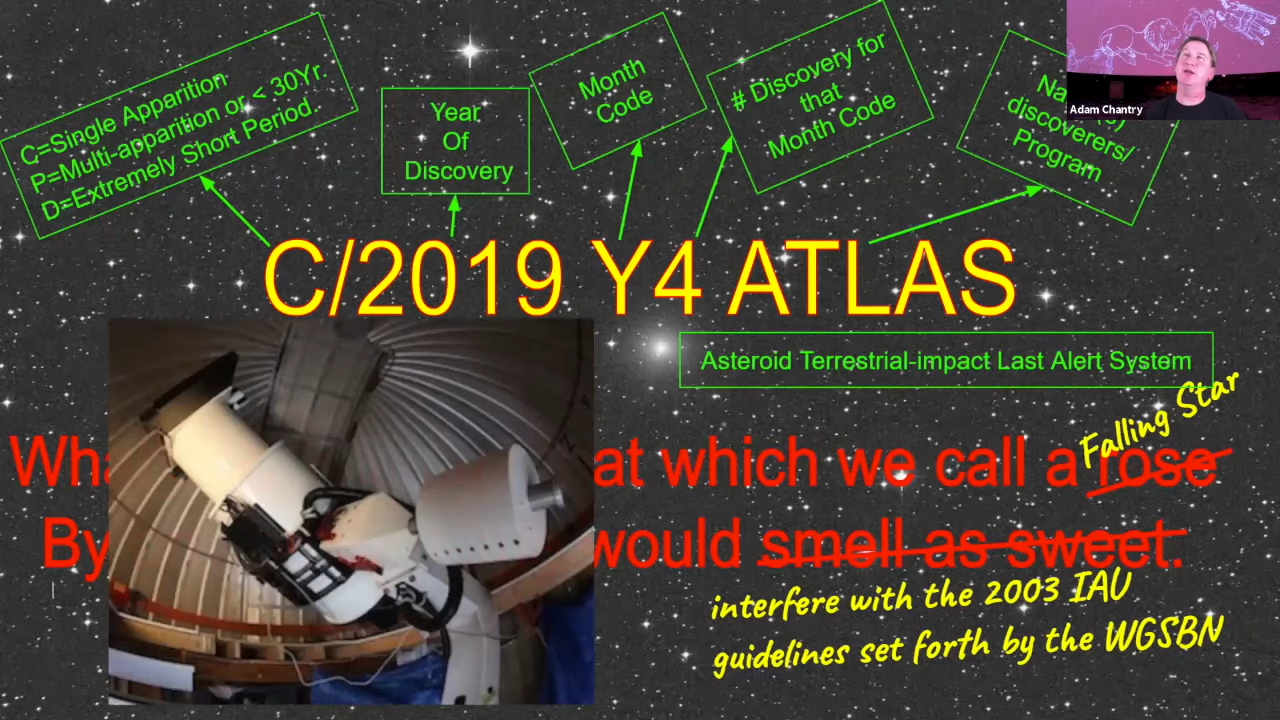 C=Single Apparition
P=Multi-apparition or < 30Yr.
D=Extremely Short Period
Year
Of
Discovery
Month
Code
# Discovery for
that
Month Code
discoverers/
Program
Adam Chantry
C/2019 Y4 ATLAS
Asteroid Terrestrial-impact Last Alert System
Falling Star
which we call a rose
By would smell as sweet.
interfere with the 2003 IAU
guidelines set forth by the WGSBN